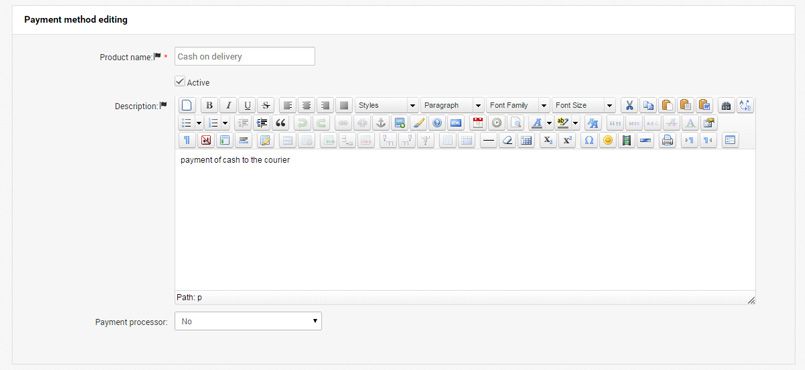 Payment method editing
Product name: *
Cash on delivery
Active
Description:
B I U S Styles Paragraph Font Family Font Size
payment of cash to the courier
Path: p
Payment processor: No